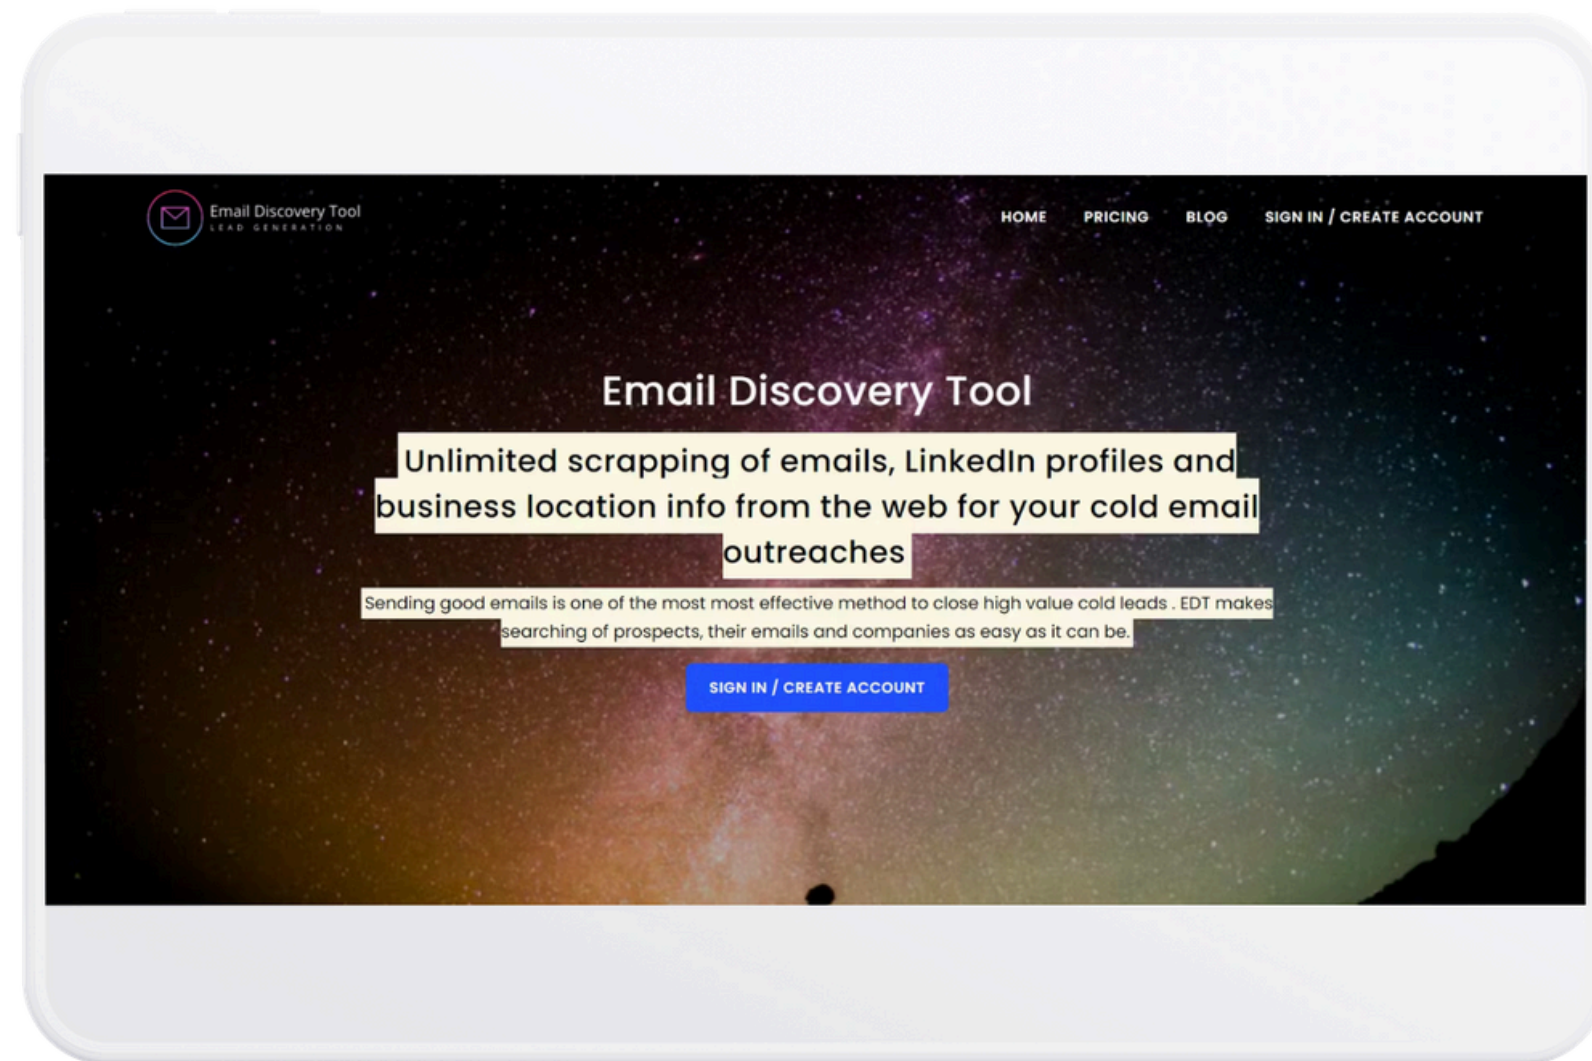 Email Discovery Tool
LEAD GENERATION
HOME PRICING BLOG SIGN IN / CREATE ACCOUNT
Email Discovery Tool
Unlimited scrapping of emails, LinkedIn profiles and
business location info from the web for your cold email
outreaches
Sending good emails is one of the most most effective method to close high value cold leads . EDT makes
searching of prospects, their emails and companies as easy as it can be.
SIGN IN / CREATE ACCOUNT